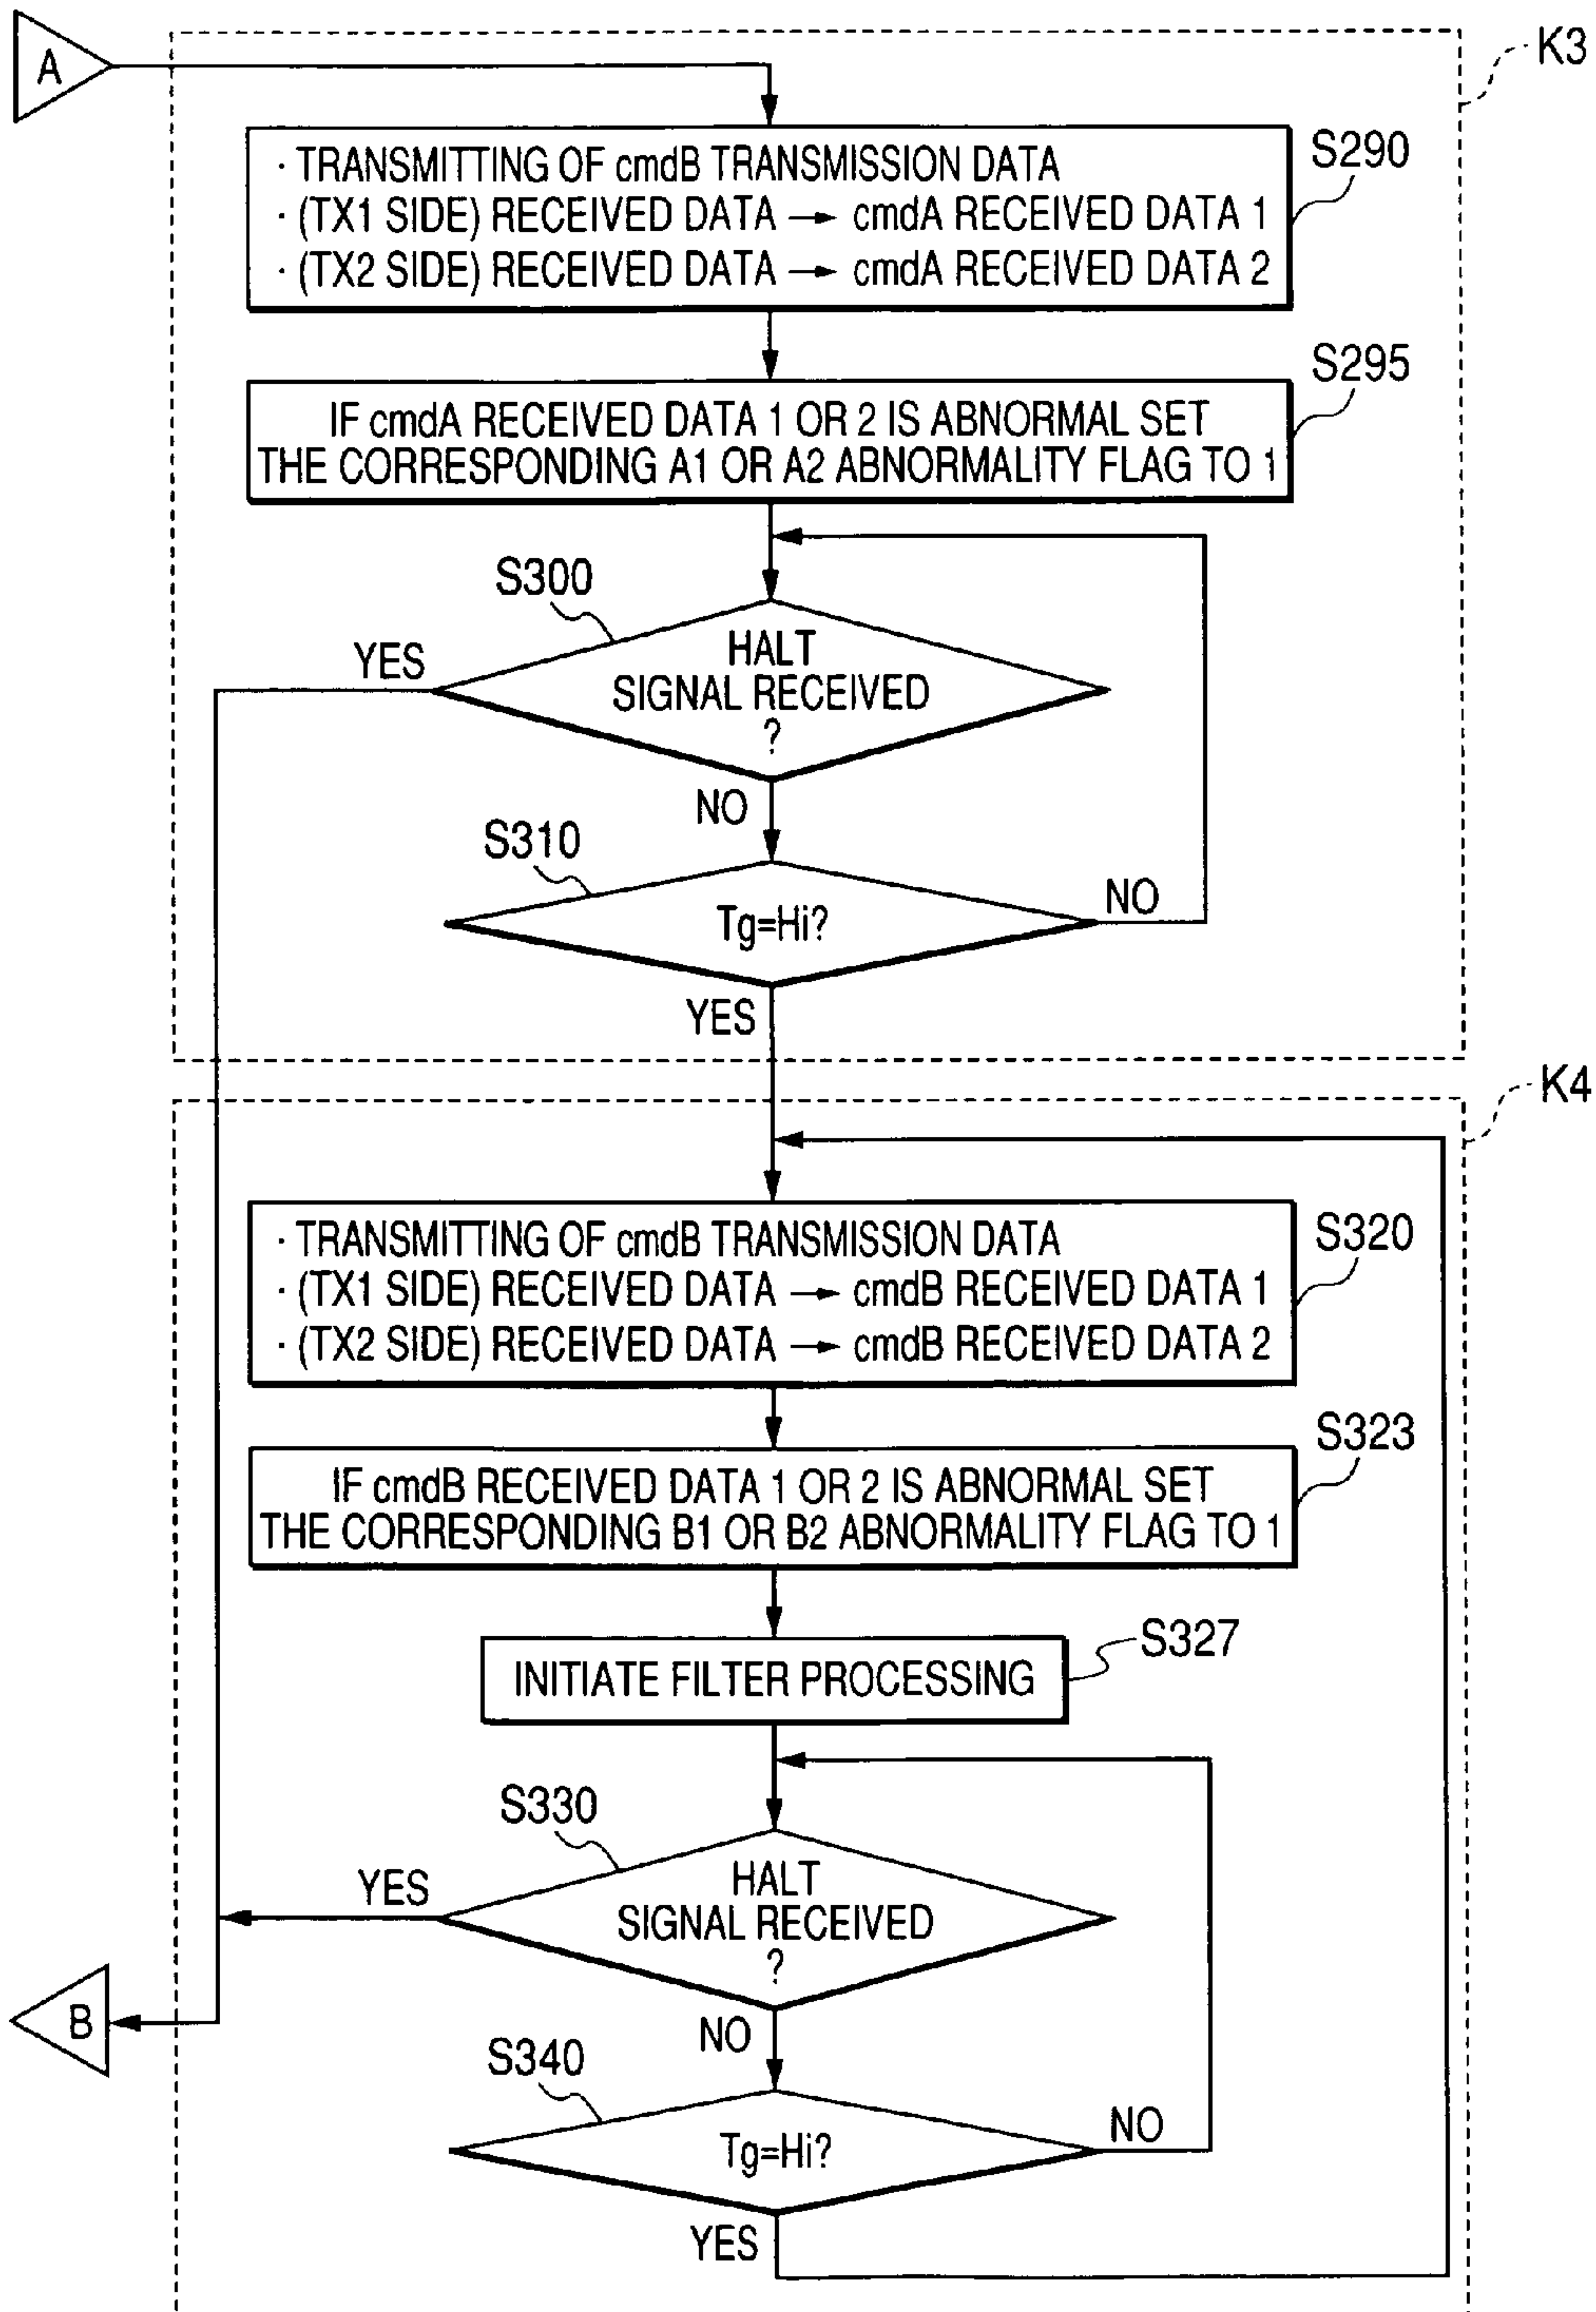 A
K3
· TRANSMITTING OF cmdB TRANSMISSION DATA
· (TX1 SIDE) RECEIVED DATA → cmdA RECEIVED DATA 1
· (TX2 SIDE) RECEIVED DATA → cmdA RECEIVED DATA 2
S290
IF cmdA RECEIVED DATA 1 OR 2 IS ABNORMAL SET
THE CORRESPONDING A1 OR A2 ABNORMALITY FLAG TO 1
S295
S300
HALT
SIGNAL RECEIVED
?
YES
NO
S310
Tg=Hi?
NO
YES
K4
· TRANSMITTING OF cmdB TRANSMISSION DATA
· (TX1 SIDE) RECEIVED DATA → cmdB RECEIVED DATA 1
· (TX2 SIDE) RECEIVED DATA → cmdB RECEIVED DATA 2
S320
IF cmdB RECEIVED DATA 1 OR 2 IS ABNORMAL SET
THE CORRESPONDING B1 OR B2 ABNORMALITY FLAG TO 1
S323
INITIATE FILTER PROCESSING
S327
S330
HALT
SIGNAL RECEIVED
?
YES
NO
B
S340
Tg=Hi?
NO
YES